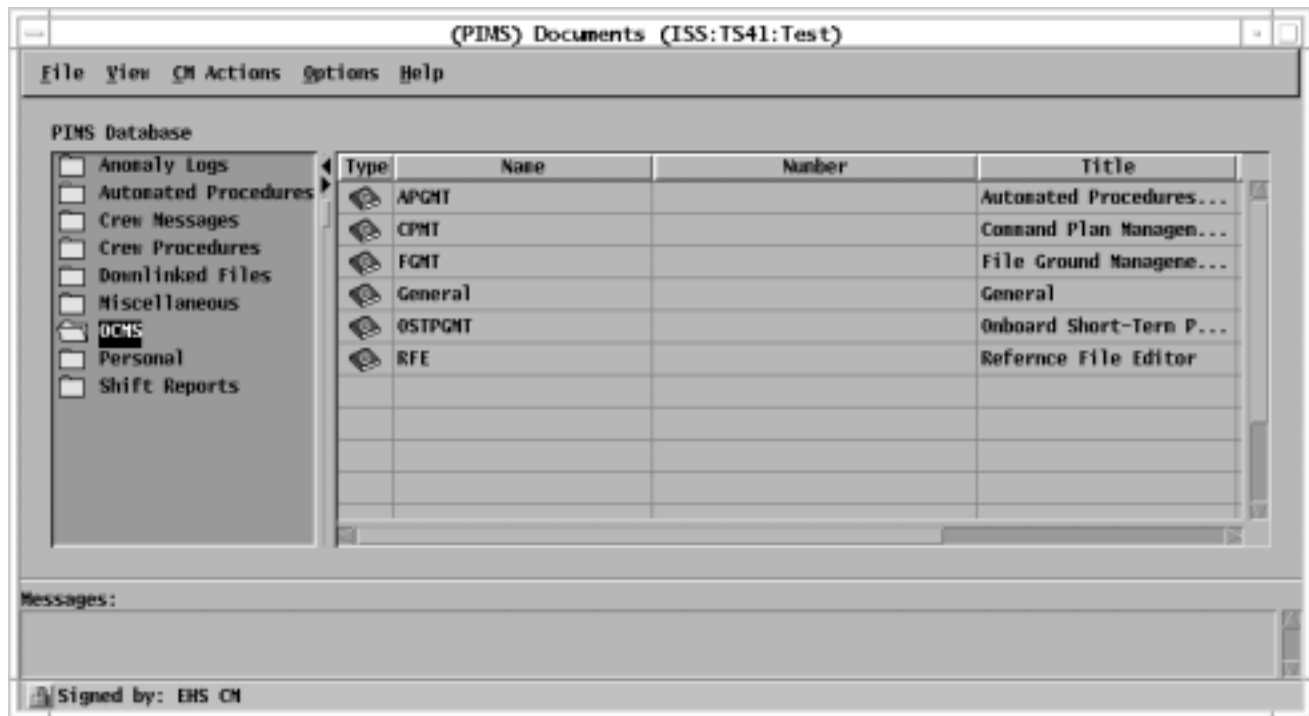 (PIMS) Documents (ISS:TS41:Test)
File View CM Actions Options Help
PIMS Database
Anomaly Logs
Automated Procedures
Crew Messages
Crew Procedures
Downlinked Files
Miscellaneous
OCMS
Personal
Shift Reports
Type Name Number Title
APGMT Automated Procedures...
CPMT Command Plan Managem...
FGMT File Ground Manageme...
General General
OSTPGMT Onboard Short-Term P...
RFE Refernce File Editor
Messages:
Signed by: EHS CM